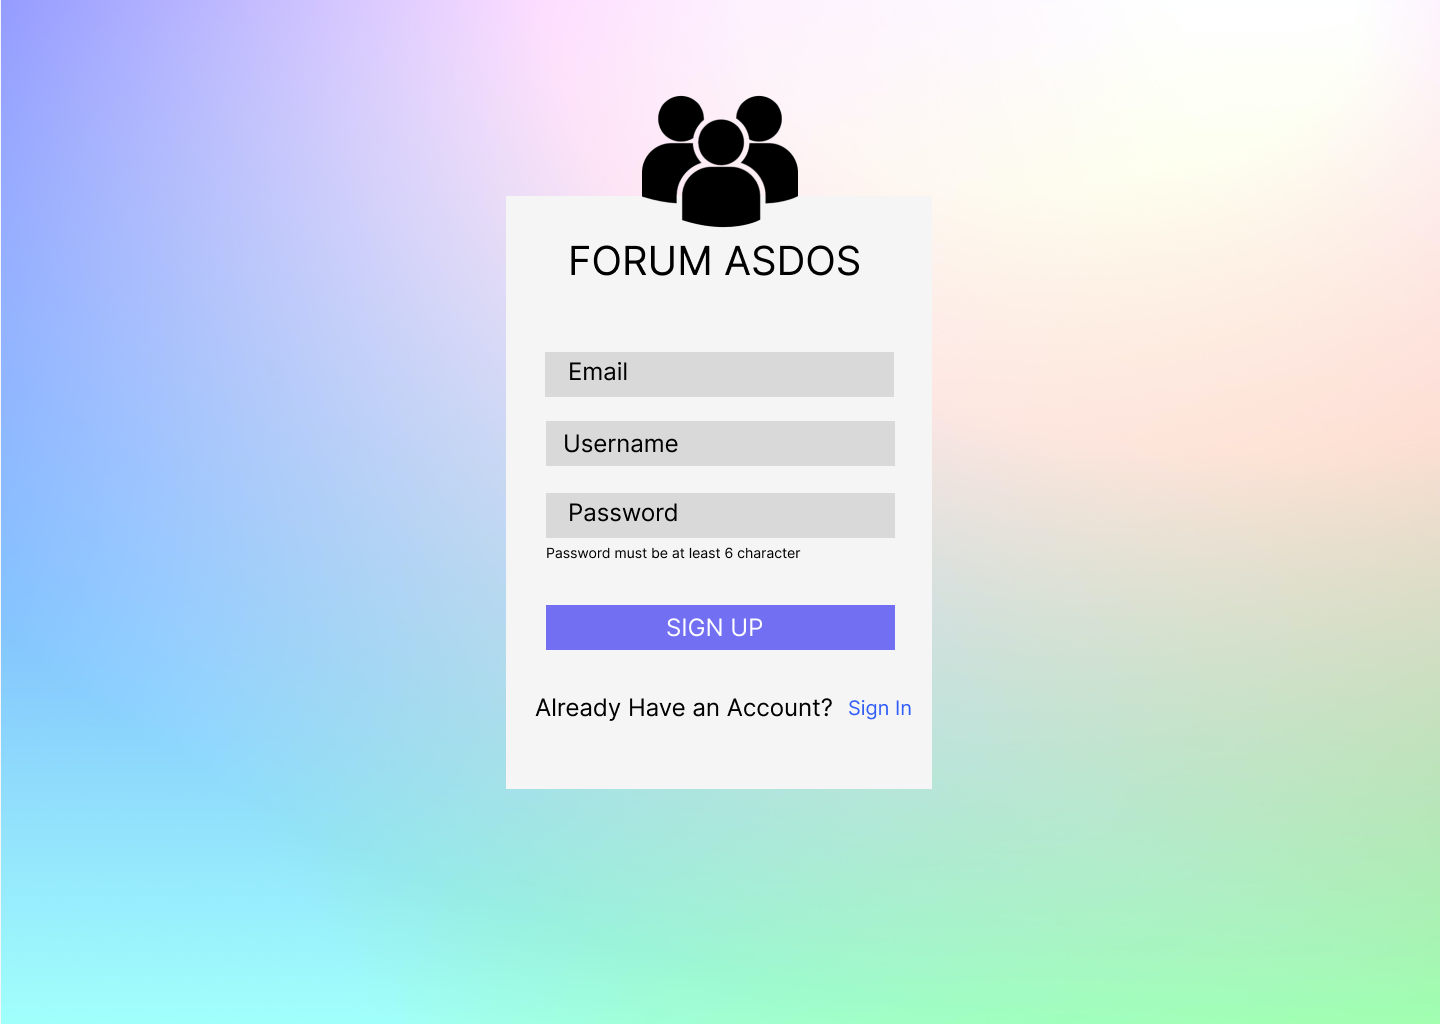 FORUM ASDOS
Email
Username
Password
Password must be at least 6 character
SIGN UP
Already Have an Account? Sign In